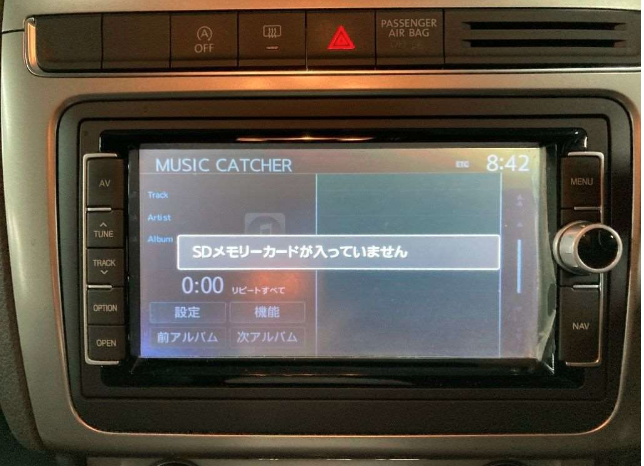 PASSENGER
AIR BAG
OFF
MUSIC CATCHER
ETC
8:42
AV
MENU
Track
Artist
TUNE
Album
SDメモリーカードが入っていません
TRACK
0:00
リピートすべて
OPTION
設定
機能
NAV
OPEN
前アルバム
次アルバム